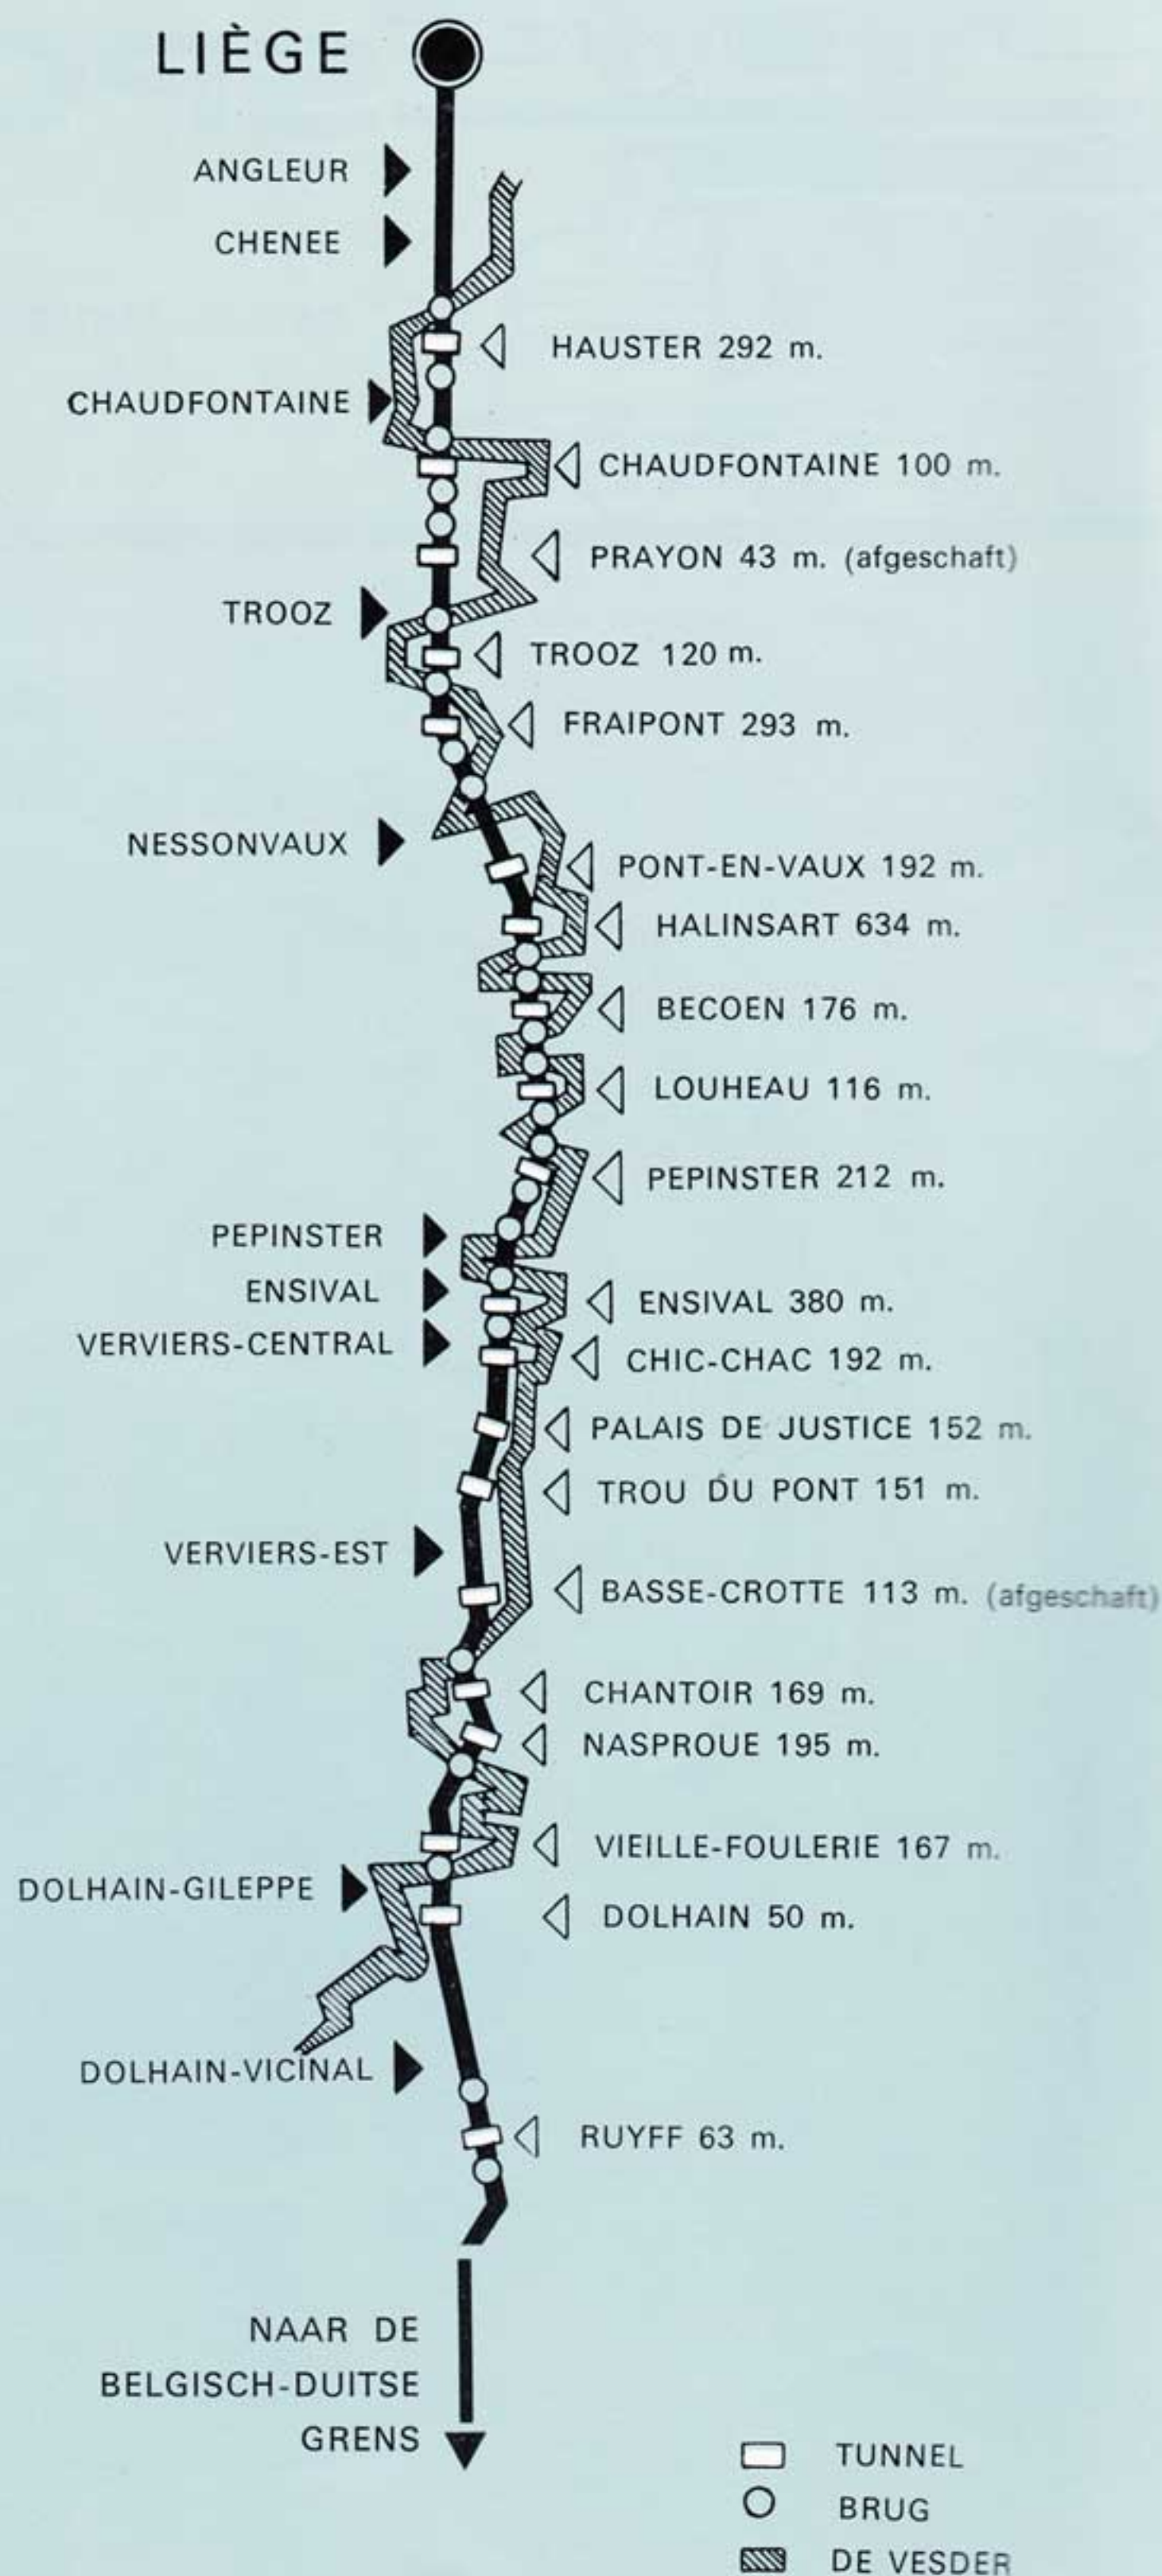 LIÈGE
ANGLEUR
CHENEE
HAUSTER 292 m.
CHAUDFONTAINE
CHAUDFONTAINE 100 m.
PRAYON 43 m. (afgeschaft)
TROOZ
TROOZ 120 m.
FRAIPONT 293 m.
NESSONVAUX
PONT-EN-VAUX 192 m.
HALINSART 634 m.
BECOEN 176 m.
LOUHEAU 116 m.
PEPINSTER 212 m.
PEPINSTER
ENSIVAL
ENSIVAL 380 m.
VERVIERS-CENTRAL
CHIC-CHAC 192 m.
PALAIS DE JUSTICE 152 m.
TROU DU PONT 151 m.
VERVIERS-EST
BASSE-CROTTE 113 m. (afgeschaft)
CHANTOIR 169 m.
NASPROUE 195 m.
VIEILLE-FOULERIE 167 m.
DOLHAIN-GILEPPE
DOLHAIN 50 m.
DOLHAIN-VICINAL
RUYFF 63 m.
NAAR DE
BELGISCH-DUITSE
GRENS
TUNNEL
BRUG
DE VESDER